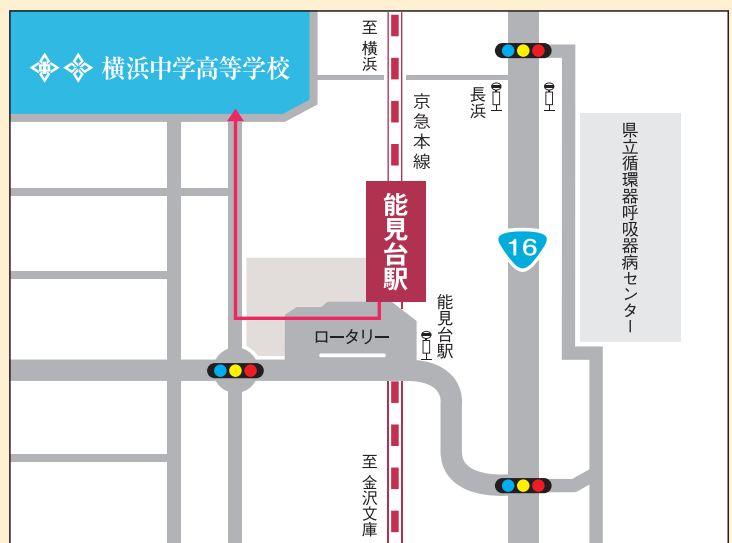 横浜中学高等学校
至 横浜
京急本線
長浜
県立循環器呼吸器病センター
能見台駅
16
能見台駅
ロータリー
至 金沢文庫